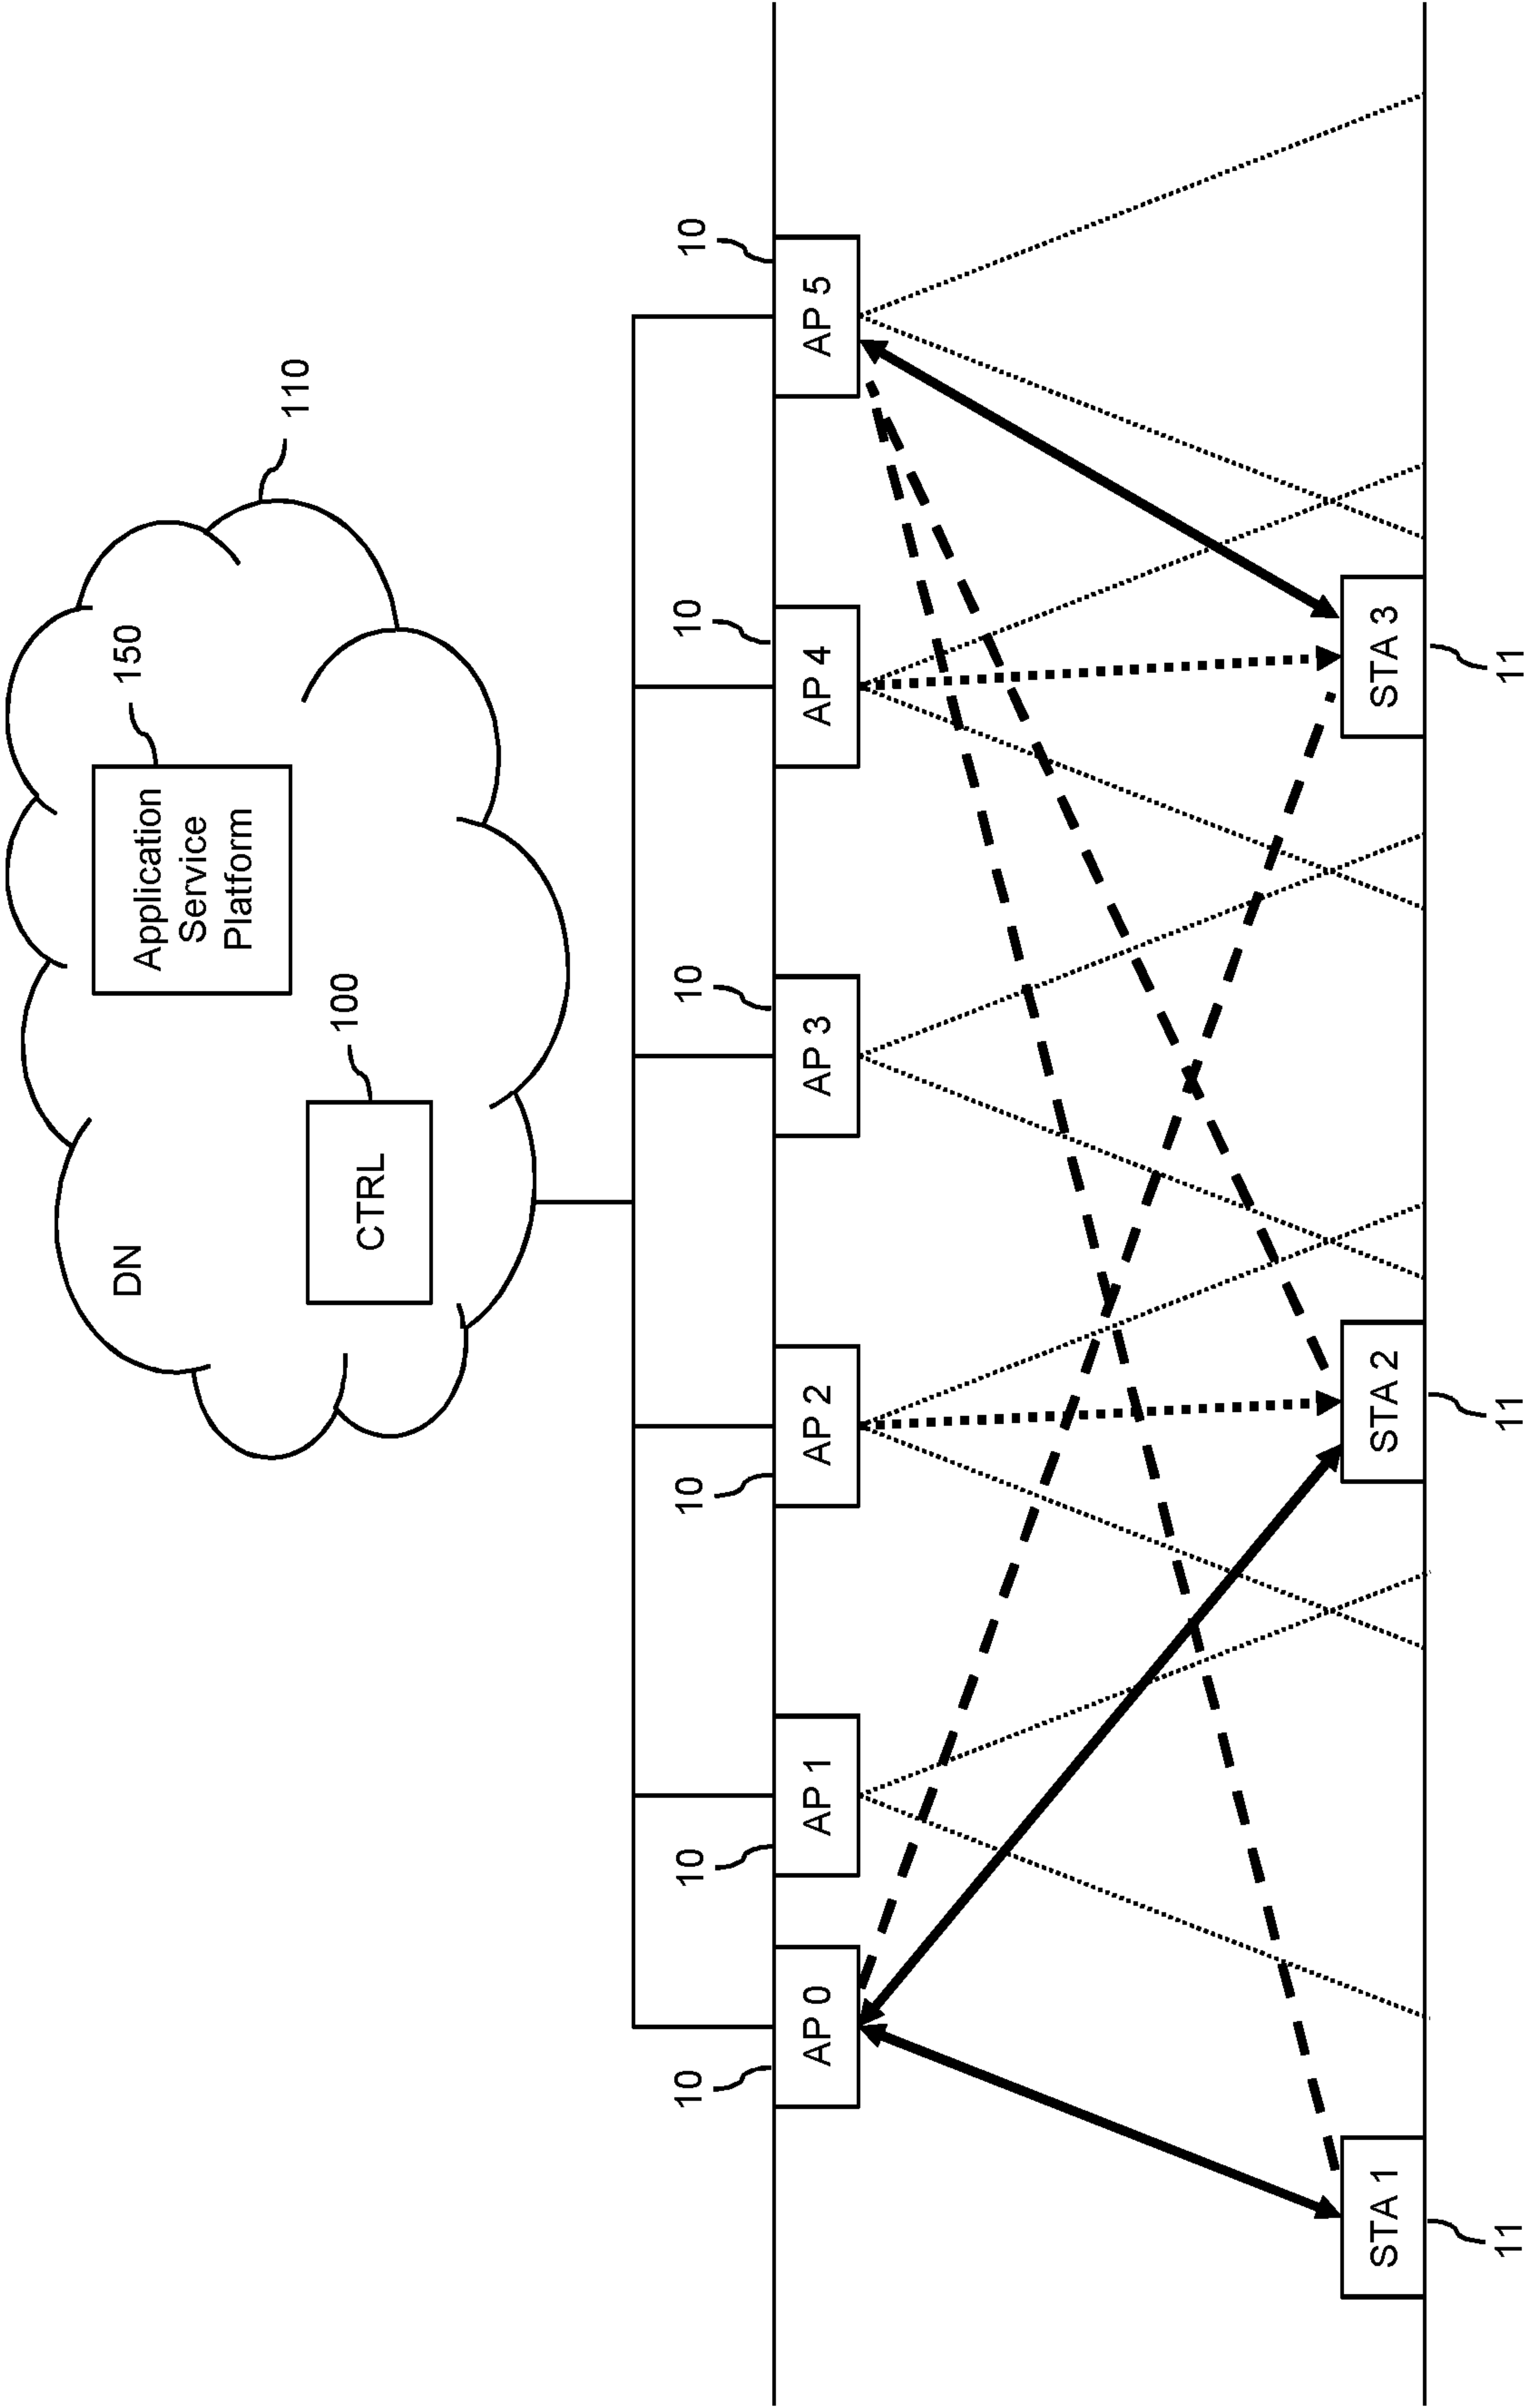 110
150
Application
Service
Platform
DN
100
CTRL
10
10
10
10
10
10
AP 0
AP 1
AP 2
AP 3
AP 4
AP 5
STA 1
STA 2
STA 3
11
11
11